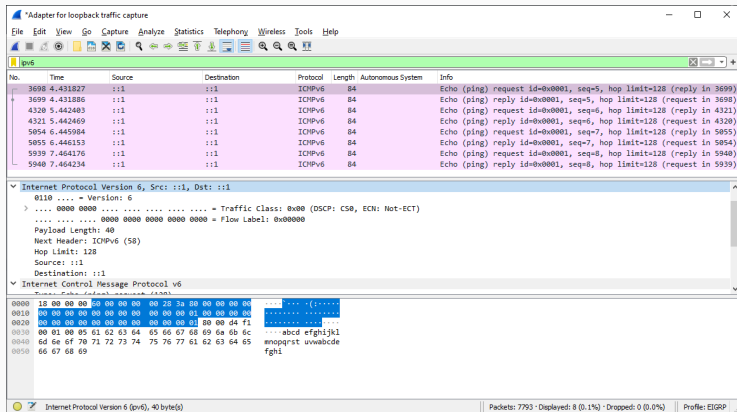 *Adapter for loopback traffic capture
File Edit View Go Capture Analyze Statistics Telephony Wireless Tools Help
ipv6
No. Time Source Destination Protocol Length Autonomous System Info
3698 4.431827 ::1 ::1 ICMPv6 84 Echo (ping) request id=0x0001, seq=5, hop limit=128 (reply in 3699)
3699 4.431886 ::1 ::1 ICMPv6 84 Echo (ping) reply id=0x0001, seq=5, hop limit=128 (request in 3698)
4320 5.442403 ::1 ::1 ICMPv6 84 Echo (ping) request id=0x0001, seq=6, hop limit=128 (reply in 4321)
4321 5.442469 ::1 ::1 ICMPv6 84 Echo (ping) reply id=0x0001, seq=6, hop limit=128 (request in 4320)
5054 6.445984 ::1 ::1 ICMPv6 84 Echo (ping) request id=0x0001, seq=7, hop limit=128 (reply in 5055)
5055 6.446153 ::1 ::1 ICMPv6 84 Echo (ping) reply id=0x0001, seq=7, hop limit=128 (request in 5054)
5939 7.464176 ::1 ::1 ICMPv6 84 Echo (ping) request id=0x0001, seq=8, hop limit=128 (reply in 5940)
5940 7.464234 ::1 ::1 ICMPv6 84 Echo (ping) reply id=0x0001, seq=8, hop limit=128 (request in 5939)
Internet Protocol Version 6, Src: ::1, Dst: ::1
0110 .... = Version: 6
.... 0000 0000 .... .... .... .... .... = Traffic Class: 0x00 (DSCP: CS0, ECN: Not-ECT)
.... .... .... 0000 0000 0000 0000 0000 = Flow Label: 0x00000
Payload Length: 40
Next Header: ICMPv6 (58)
Hop Limit: 128
Source: ::1
Destination: ::1
Internet Control Message Protocol v6
0000 18 00 00 00 60 00 00 00 00 28 3a 80 00 00 00 00 ····`··· ·(:·····
0010 00 00 00 00 00 00 00 00 00 00 00 01 00 00 00 00 ········ ········
0020 00 00 00 00 00 00 00 00 00 00 00 01 80 00 d4 f1 ········ ········
0030 00 01 00 05 61 62 63 64 65 66 67 68 69 6a 6b 6c ····abcd efghijkl
0040 6d 6e 6f 70 71 72 73 74 75 76 77 61 62 63 64 65 mnopqrst uvwabcde
0050 66 67 68 69 fghi
Internet Protocol Version 6 (ipv6), 40 byte(s) Packets: 7793 · Displayed: 8 (0.1%) · Dropped: 0 (0.0%) Profile: EIGRP